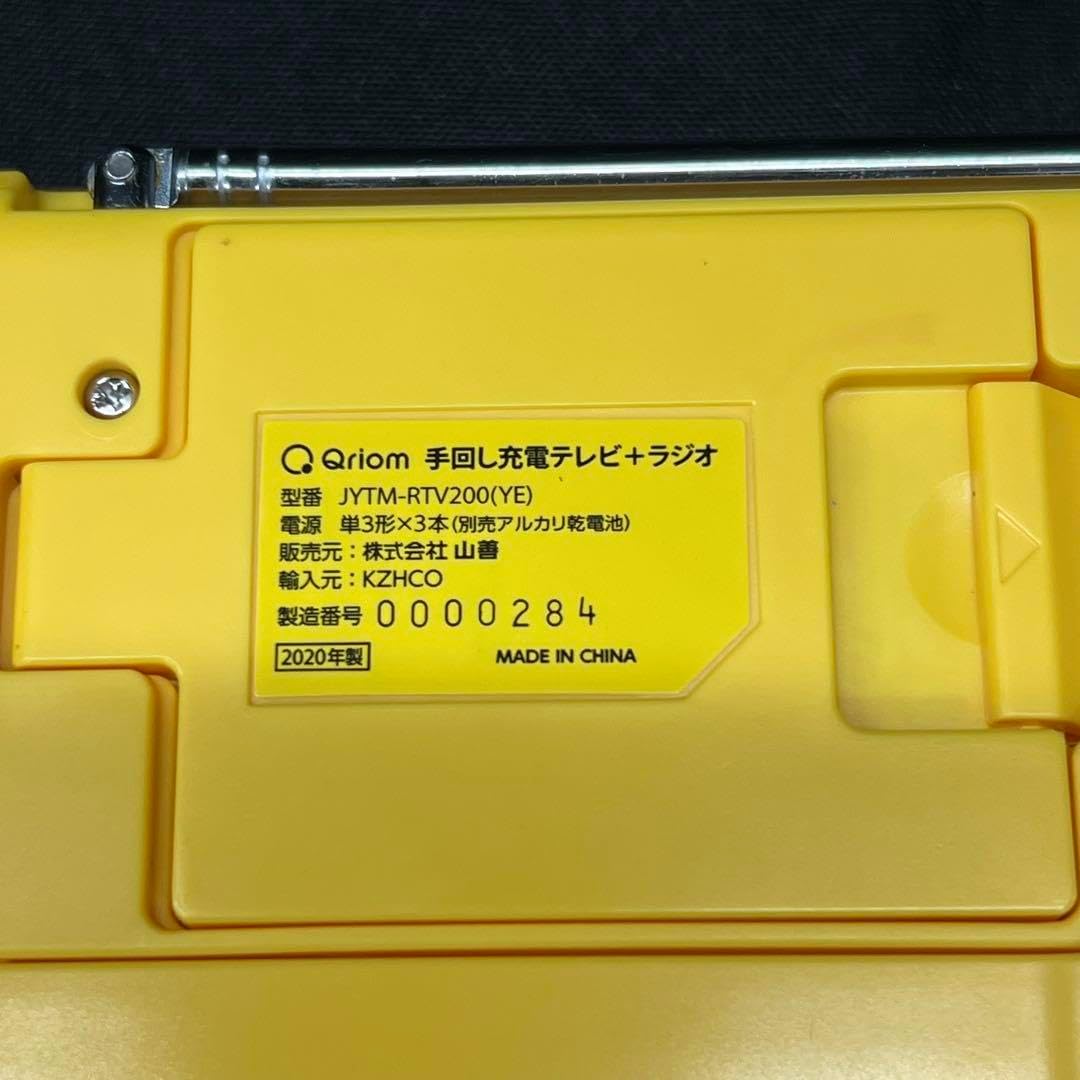 Qriom 手回し充電テレビ+ラジオ
型番 JYTM-RTV200(YE)
電源 単3形×3本(別売アルカリ乾電池)
販売元:株式会社 山善
輸入元:KZHCO
製造番号 0000284
2020年製 MADE IN CHINA